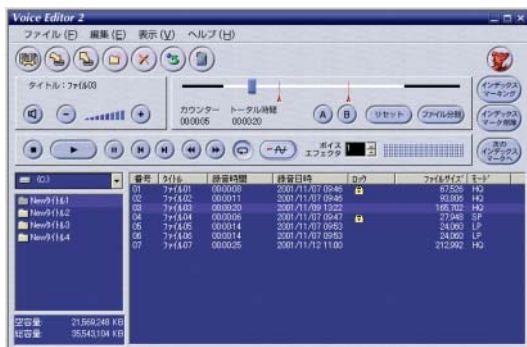 Voice Editor 2
ファイル(F) 編集(E) 表示(V) ヘルプ(H)
タイトル:ファイル03
カウンター トータル時間
00:00:05 00:00:20
A B リセット ファイル分割
インデックスマーキング
インデックスマーク削除
ボイスエフェクタ 1
次のインデックスマークへ
(C:)
番号 タイトル 録音時間 録音日時 ロック ファイルサイズ モード
01 ファイル01 00:00:08 2001/11/07 09:46 67,526 HQ
02 ファイル02 00:00:11 2001/11/07 09:46 93,806 HQ
03 ファイル03 00:00:20 2001/11/09 13:22 165,702 HQ
04 ファイル04 00:00:06 2001/11/07 09:47 27,948 SP
05 ファイル05 00:00:14 2001/11/07 09:53 24,060 LP
06 ファイル06 00:00:14 2001/11/07 09:53 24,060 LP
07 ファイル07 00:00:25 2001/11/12 11:00 212,992 HQ
Newタイトル1
Newタイトル2
Newタイトル3
Newタイトル4
空容量: 21,569,248 KB
総容量: 35,543,104 KB